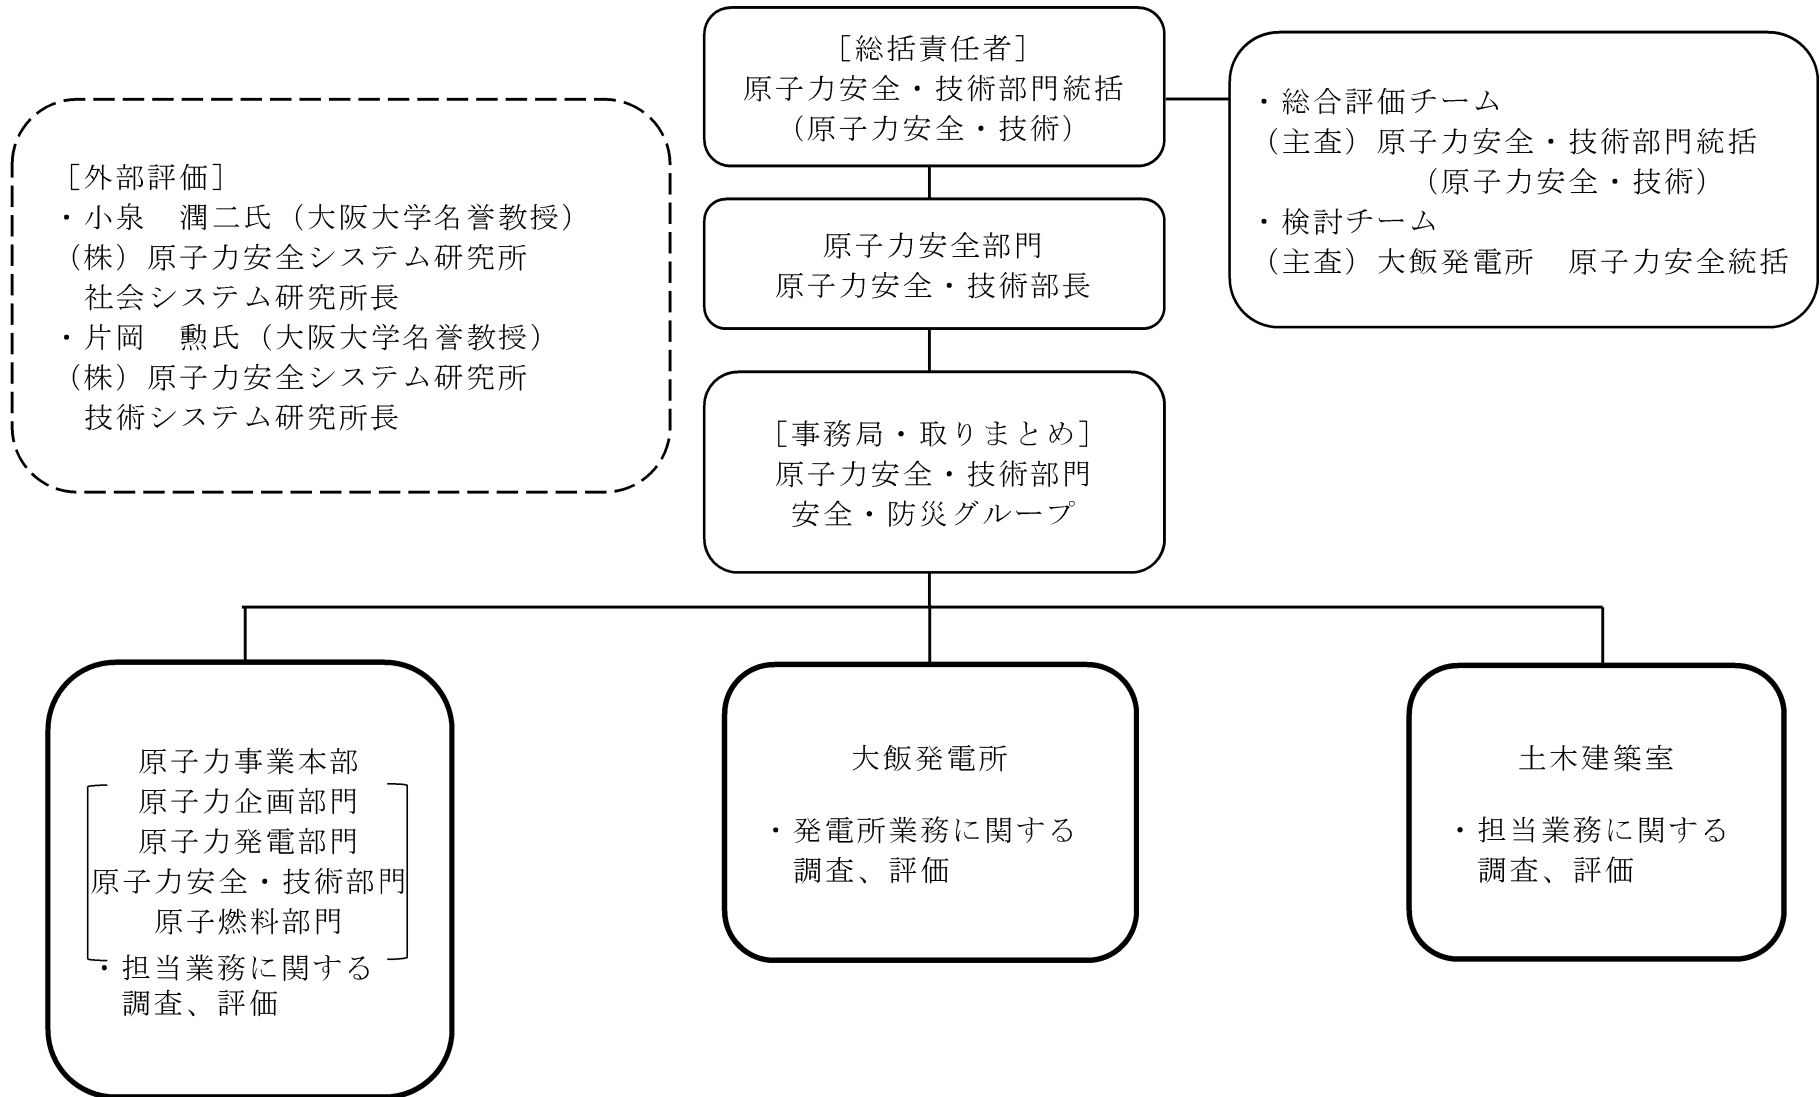 ［総括責任者］
原子力安全・技術部門統括
（原子力安全・技術）
・総合評価チーム
（主査）原子力安全・技術部門統括
（原子力安全・技術）
・検討チーム
（主査）大飯発電所　原子力安全統括
［外部評価］
・小泉　潤二氏（大阪大学名誉教授）
（株）原子力安全システム研究所
社会システム研究所長
・片岡　勲氏（大阪大学名誉教授）
（株）原子力安全システム研究所
技術システム研究所長
原子力安全部門
原子力安全・技術部長
［事務局・取りまとめ］
原子力安全・技術部門
安全・防災グループ
原子力事業本部
原子力企画部門
原子力発電部門
原子力安全・技術部門
原子燃料部門
・担当業務に関する
調査、評価
大飯発電所
・発電所業務に関する
調査、評価
土木建築室
・担当業務に関する
調査、評価